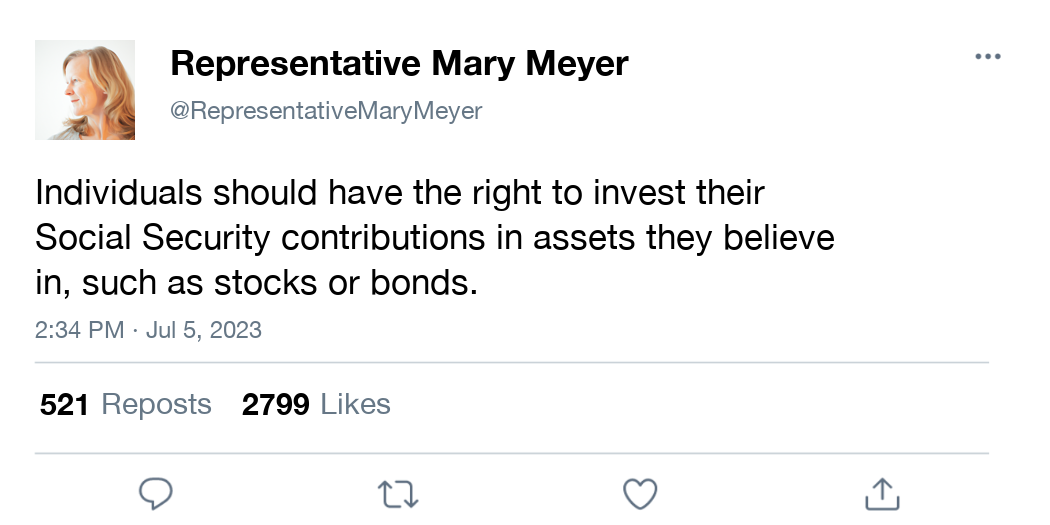 Representative Mary Meyer
@RepresentativeMaryMeyer
Individuals should have the right to invest their
Social Security contributions in assets they believe
in, such as stocks or bonds.
2:34 PM · Jul 5, 2023
521 Reposts 2799 Likes